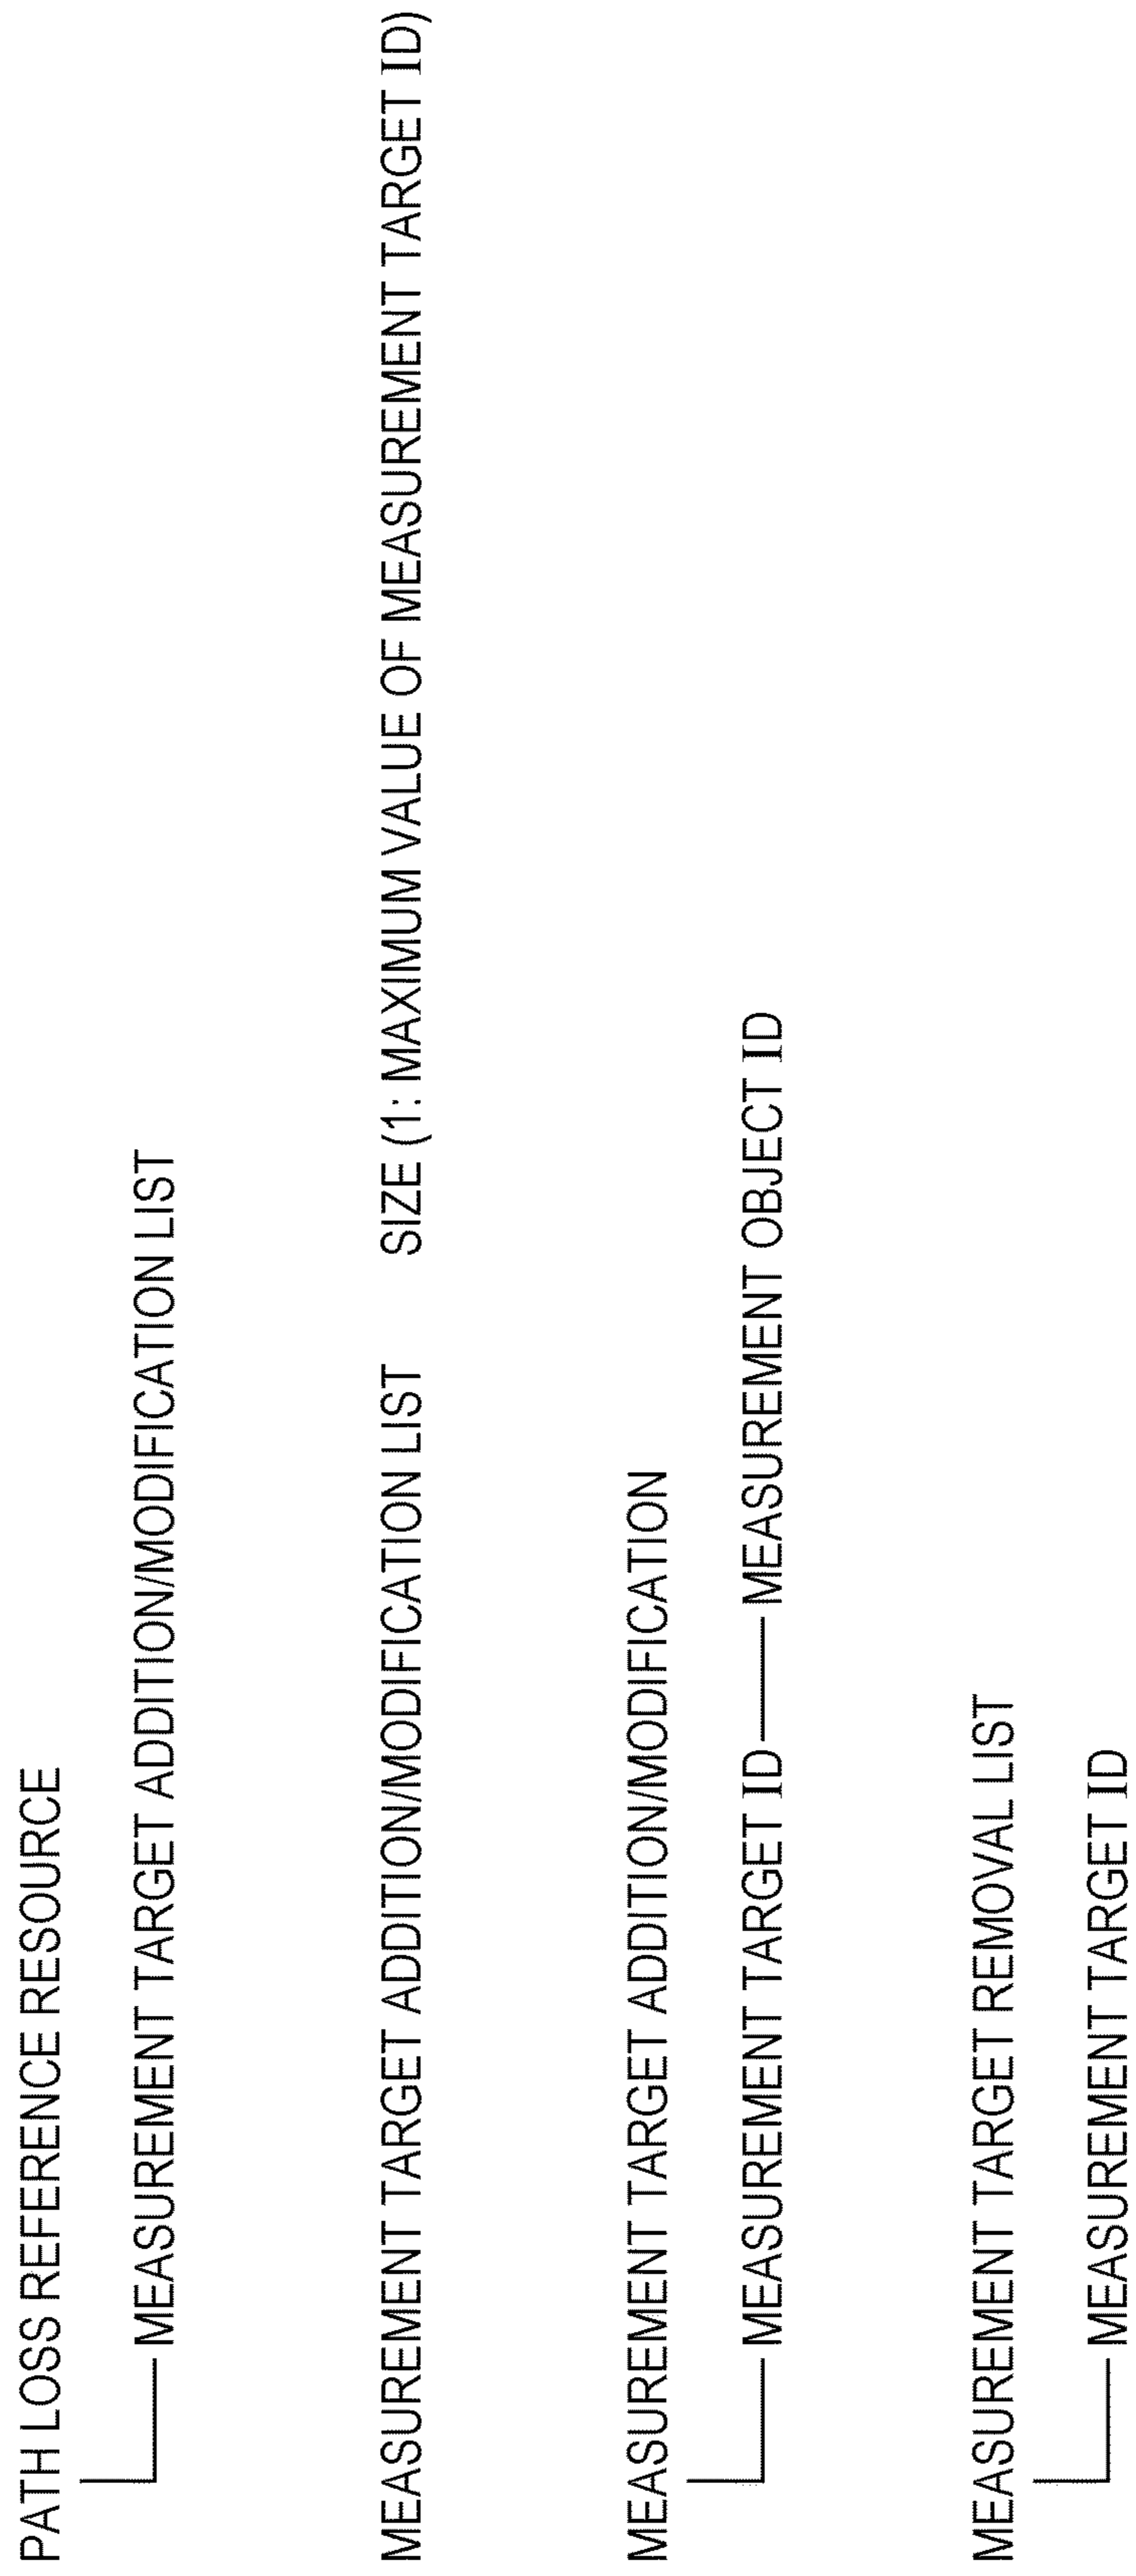 PATH LOSS REFERENCE RESOURCE
MEASUREMENT TARGET ADDITION/MODIFICATION LIST
MEASUREMENT TARGET ADDITION/MODIFICATION LIST SIZE (1: MAXIMUM VALUE OF MEASUREMENT TARGET ID)
MEASUREMENT TARGET ADDITION/MODIFICATION
MEASUREMENT TARGET ID MEASUREMENT OBJECT ID
MEASUREMENT TARGET REMOVAL LIST
MEASUREMENT TARGET ID